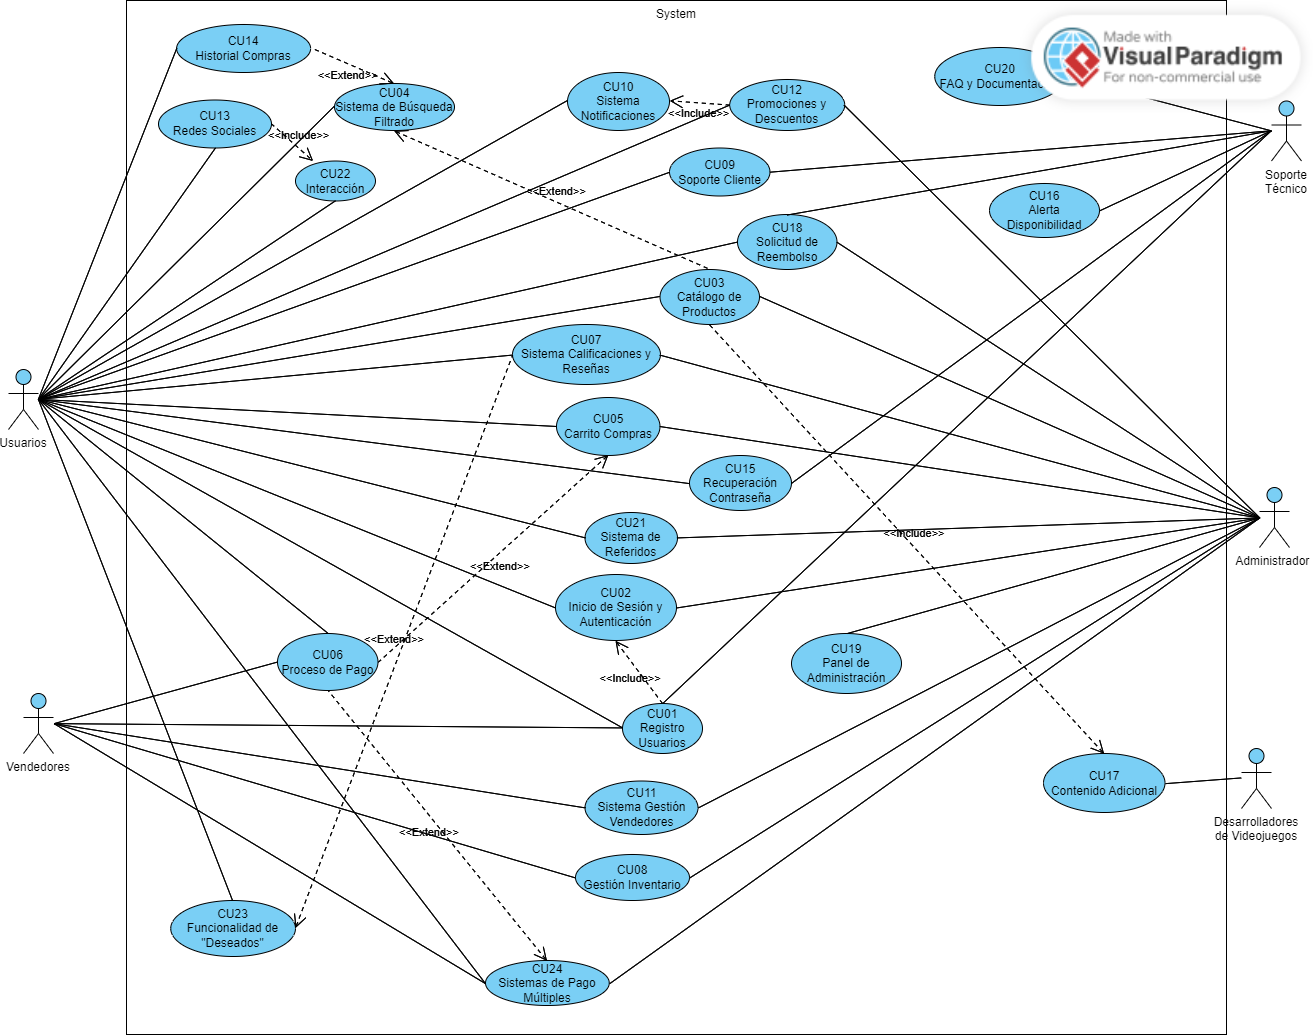 System
Made with
Visual Paradigm
For non-commercial use
CU14
Historial Compras
<<Extend>>
CU04
Sistema de Búsqueda
Filtrado
CU13
Redes Sociales
<<Include>>
CU22
Interacción
CU10
Sistema
Notificaciones
<<Include>>
CU12
Promociones y
Descuentos
CU20
FAQ y
CU09
Soporte Cliente
<<Extend>>
CU16
Alerta
Disponibilidad
Soporte
Técnico
CU18
Solicitud de
Reembolso
CU03
Catálogo de
Productos
CU07
Sistema Calificaciones y
Reseñas
Usuarios
CU05
Carrito Compras
CU15
Recuperación
Contraseña
CU21
Sistema de
Referidos
<<Include>>
Administrador
<<Extend>>
CU02
Inicio de Sesión y
Autenticación
<<Extend>>
CU06
Proceso de Pago
CU19
Panel de
Administración
<<Include>>
CU01
Registro
Usuarios
Vendedores
CU17
Contenido Adicional
CU11
Sistema Gestión
Vendedores
Desarrolladores
de Videojuegos
<<Extend>>
CU08
Gestión Inventario
CU23
Funcionalidad de
"Deseados"
CU24
Sistemas de Pago
Múltiples